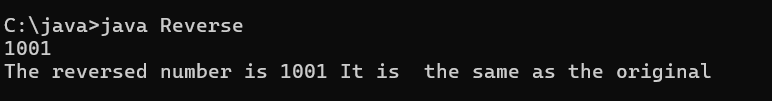 C:\java>java Reverse
1001
The reversed number is 1001 It is  the same as the original